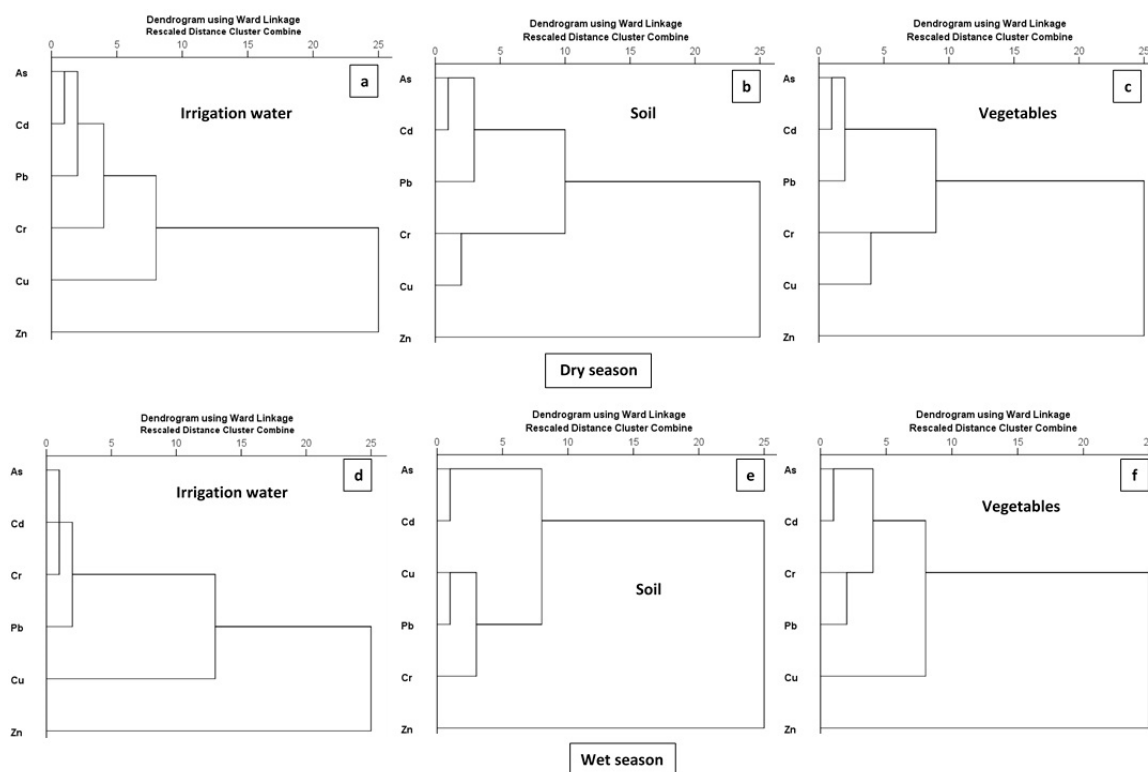 Dendrogram using Ward Linkage
Rescaled Distance Cluster Combine
0 5 10 15 20 25
As
Cd
Pb
Cr
Cu
Zn
a
Irrigation water
Dendrogram using Ward Linkage
Rescaled Distance Cluster Combine
0 5 10 15 20 25
As
Cd
Pb
Cr
Cu
Zn
b
Soil
Dendrogram using Ward Linkage
Rescaled Distance Cluster Combine
0 5 10 15 20 25
As
Cd
Pb
Cr
Cu
Zn
c
Vegetables
Dry season
Dendrogram using Ward Linkage
Rescaled Distance Cluster Combine
0 5 10 15 20 25
As
Cd
Cr
Pb
Cu
Zn
d
Irrigation water
Dendrogram using Ward Linkage
Rescaled Distance Cluster Combine
0 5 10 15 20 25
As
Cd
Cu
Pb
Cr
Zn
e
Soil
Dendrogram using Ward Linkage
Rescaled Distance Cluster Combine
0 5 10 15 20 25
As
Cd
Cr
Pb
Cu
Zn
f
Vegetables
Wet season